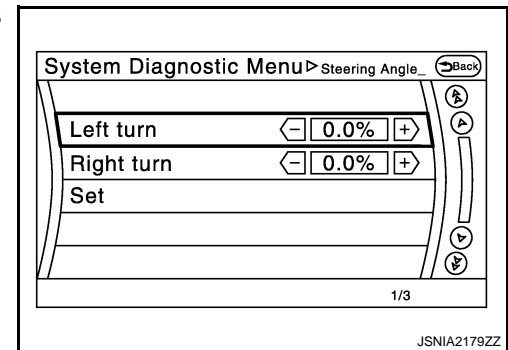 System Diagnostic Menu▷Steering Angle_ Back
Left turn − 0.0% +
Right turn − 0.0% +
Set
1/3
JSNIA2179ZZ